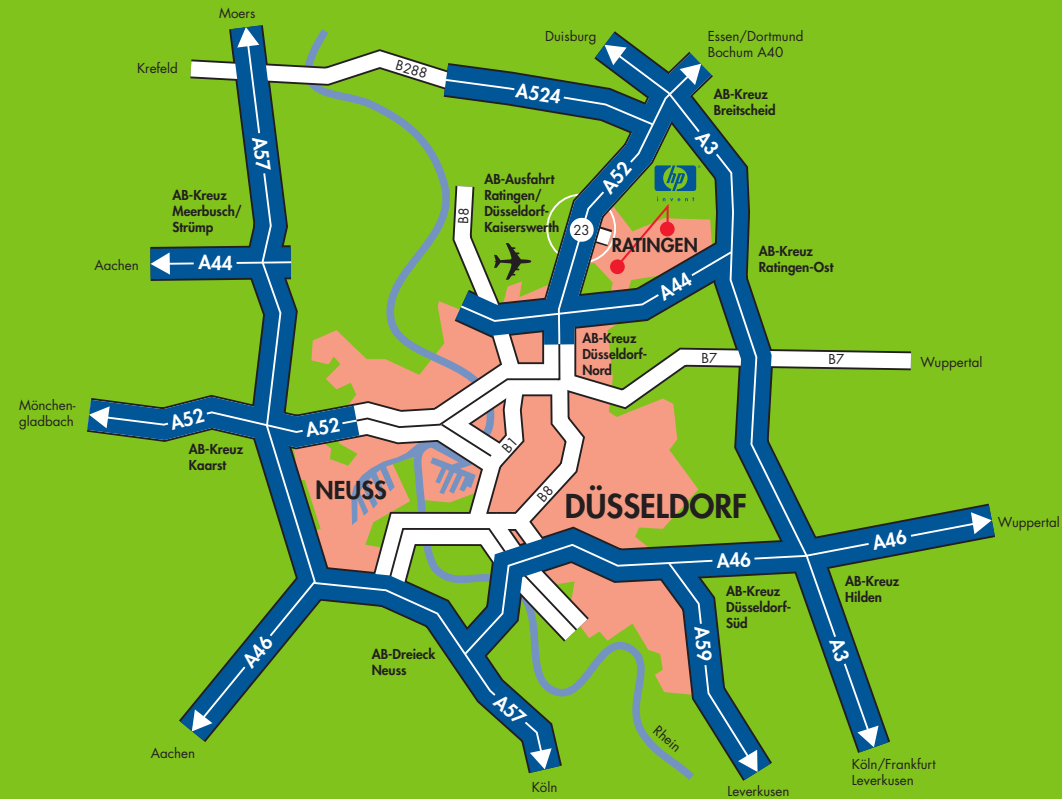 Moers
Krefeld
B288
A524
Duisburg
Essen/Dortmund
Bochum A40
AB-Kreuz
Breitscheid
A57
A3
A52
hp
invent
AB-Kreuz
Meerbusch/
Strümp
B8
AB-Ausfahrt
Ratingen/
Düsseldorf-
Kaiserswerth
23
RATINGEN
Aachen
A44
AB-Kreuz
Ratingen-Ost
A44
AB-Kreuz
Düsseldorf-
Nord
B7
B7
Wuppertal
Mönchen-
gladbach
A52
A52
AB-Kreuz
Kaarst
B1
NEUSS
B8
DÜSSELDORF
Wuppertal
A46
A46
AB-Kreuz
Hilden
AB-Kreuz
Düsseldorf-
Süd
A46
AB-Dreieck
Neuss
A59
A3
A57
Aachen
Rhein
Köln
Köln/Frankfurt
Leverkusen
Leverkusen